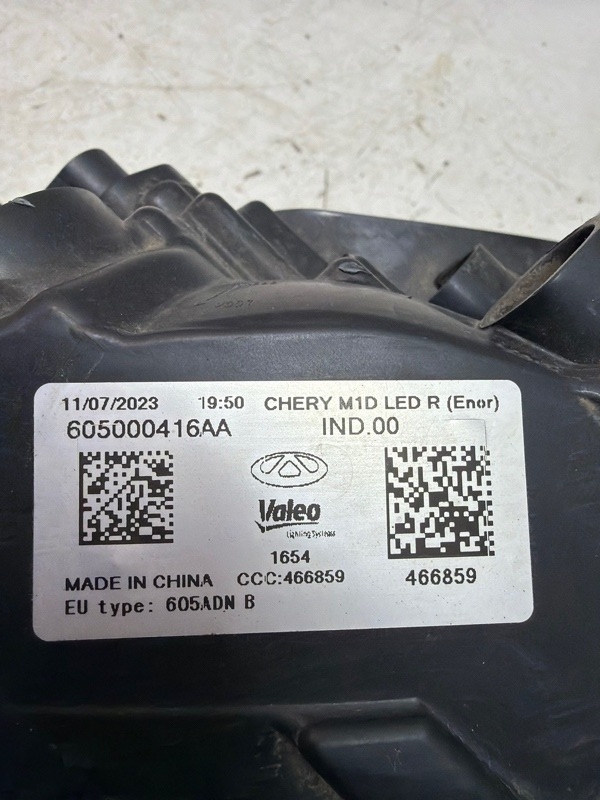 11/07/2023 19:50 CHERY M1D LED R (Enor)
605000416AA IND.00
Valeo
Lighting Systems
1654
MADE IN CHINA CCC:466859 466859
EU type: 605ADN B